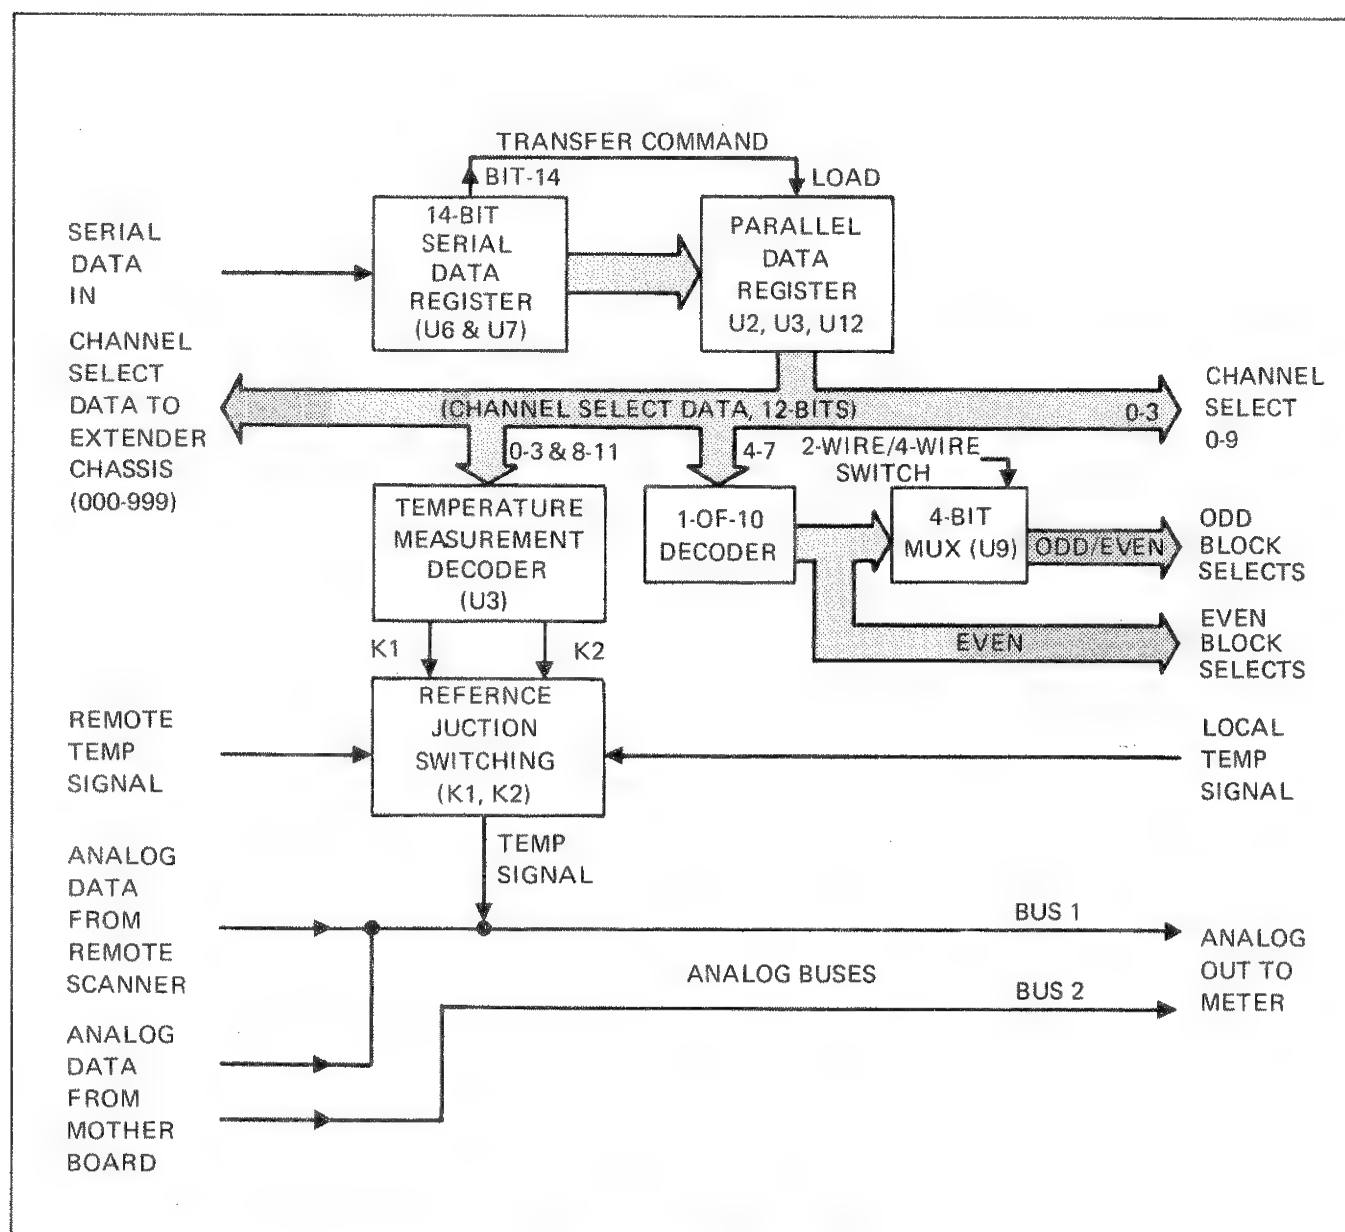 TRANSFER COMMAND
BIT-14
LOAD
SERIAL
DATA
IN
14-BIT
SERIAL
DATA
REGISTER
(U6 & U7)
PARALLEL
DATA
REGISTER
U2, U3, U12
CHANNEL
SELECT
DATA TO
EXTENDER
CHASSIS
(000-999)
(CHANNEL SELECT DATA, 12-BITS)
0-3
CHANNEL
SELECT
0-9
0-3 & 8-11
4-7
2-WIRE/4-WIRE
SWITCH
TEMPERATURE
MEASUREMENT
DECODER
(U3)
1-OF-10
DECODER
4-BIT
MUX (U9)
ODD/EVEN
ODD
BLOCK
SELECTS
EVEN
EVEN
BLOCK
SELECTS
K1
K2
REMOTE
TEMP
SIGNAL
REFERNCE
JUCTION
SWITCHING
(K1, K2)
LOCAL
TEMP
SIGNAL
TEMP
SIGNAL
ANALOG
DATA
FROM
REMOTE
SCANNER
BUS 1
ANALOG BUSES
BUS 2
ANALOG
OUT TO
METER
ANALOG
DATA
FROM
MOTHER
BOARD